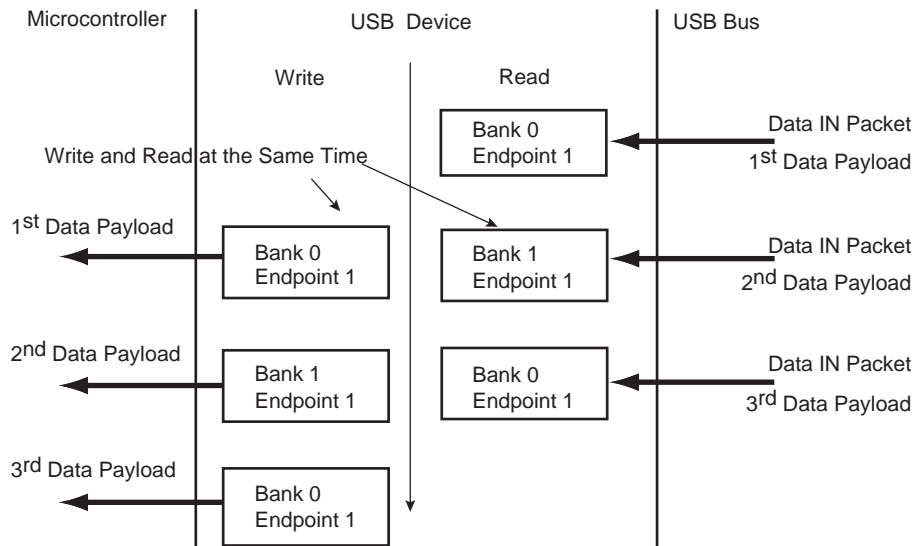 Microcontroller
USB Device
USB Bus
Write
Read
Bank 0
Endpoint 1
Data IN Packet
1st Data Payload
Write and Read at the Same Time
1st Data Payload
Bank 0
Endpoint 1
Bank 1
Endpoint 1
Data IN Packet
2nd Data Payload
2nd Data Payload
Bank 1
Endpoint 1
Bank 0
Endpoint 1
Data IN Packet
3rd Data Payload
3rd Data Payload
Bank 0
Endpoint 1